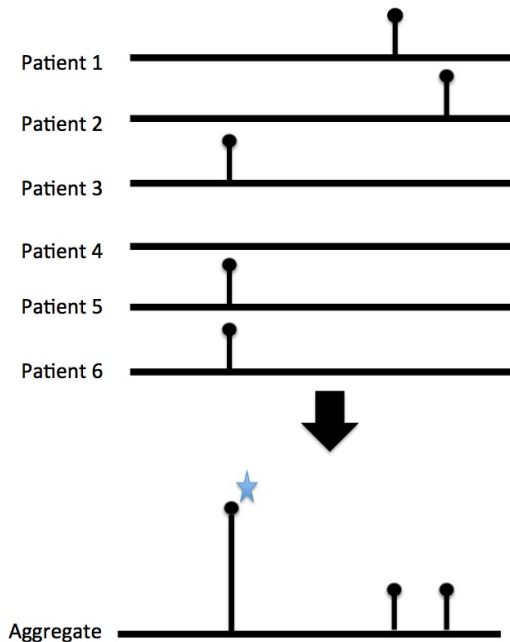 Patient 1
Patient 2
Patient 3
Patient 4
Patient 5
Patient 6
Aggregate